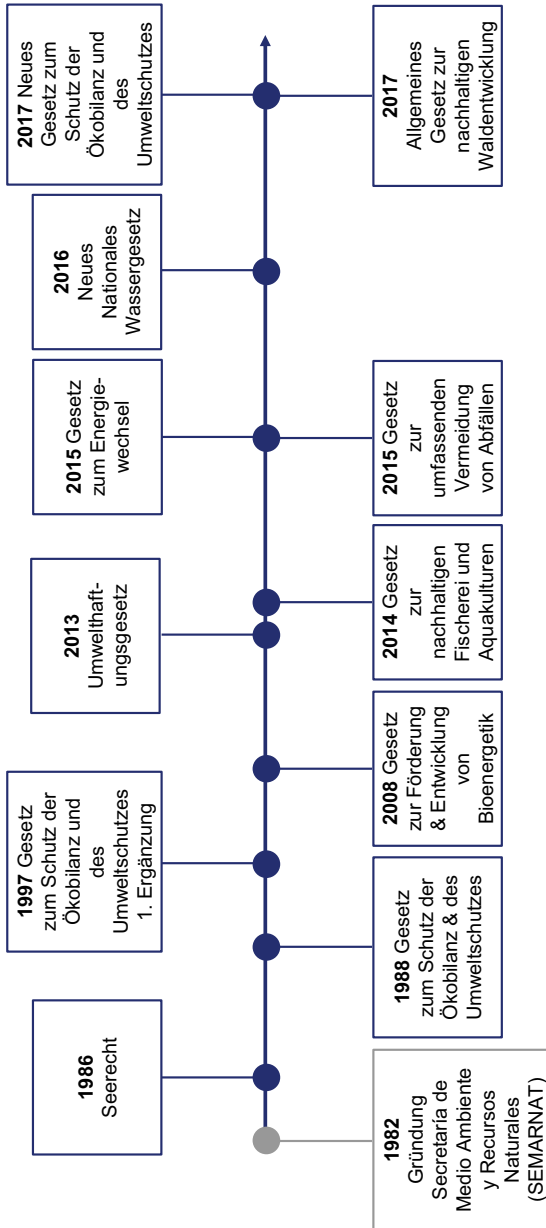 1982
Gründung
Secretaría de
Medio Ambiente
y Recursos
Naturales
(SEMARNAT)
1986
Seerecht
1988 Gesetz
zum Schutz der
Ökobilanz & des
Umweltschutzes
1997 Gesetz
zum Schutz der
Ökobilanz und
des
Umweltschutzes
1. Ergänzung
2008 Gesetz
zur Förderung
& Entwicklung
von
Bioenergetik
2013
Umwelthaft-
ungsgesetz
2014 Gesetz
zur
nachhaltigen
Fischerei und
Aquakulturen
2015 Gesetz
zum Energie-
wechsel
2015 Gesetz
zur
umfassenden
Vermeidung
von Abfällen
2016
Neues
Nationales
Wassergesetz
2017 Neues
Gesetz zum
Schutz der
Ökobilanz und
des
Umweltschutzes
2017
Allgemeines
Gesetz zur
nachhaltigen
Waldentwicklung